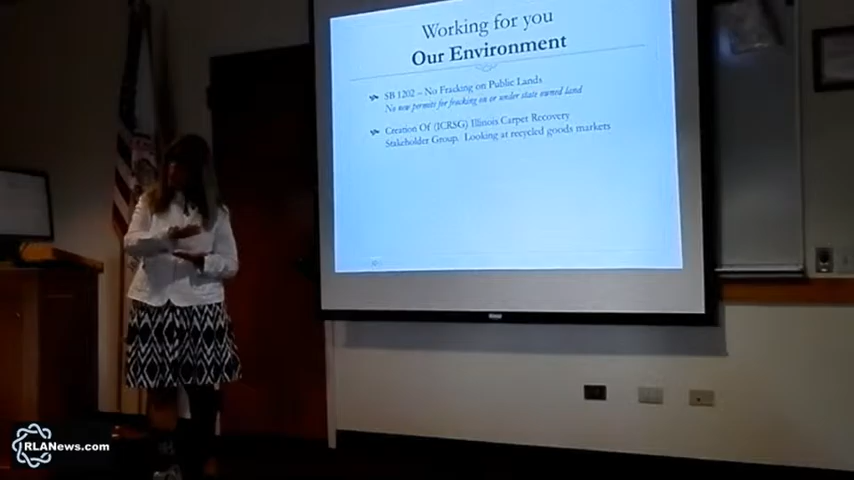 Working for you
Our Environment
SB 1202 – No Fracking on Public Lands
No new permits for fracking on or under state owned land
Creation Of (ICRSG) Illinois Carpet Recovery
Stakeholder Group. Looking at recycled goods markets
IRLANews.com